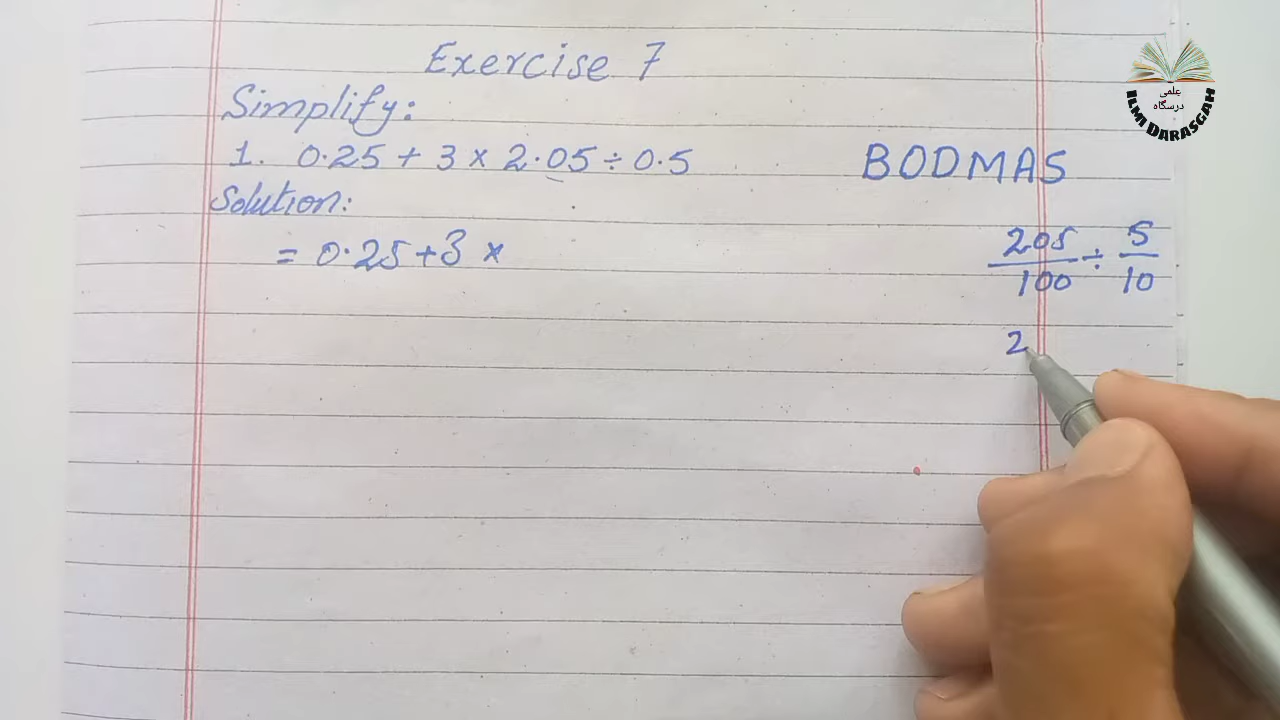 Exercise 7
Simplify:
1. 0.25 + 3 × 2.05 ÷ 0.5
BODMAS
Solution:
= 0.25 + 3 ×
205/100 ÷ 5/10
2
علمی
درسگاه
ILMI DARASGAH